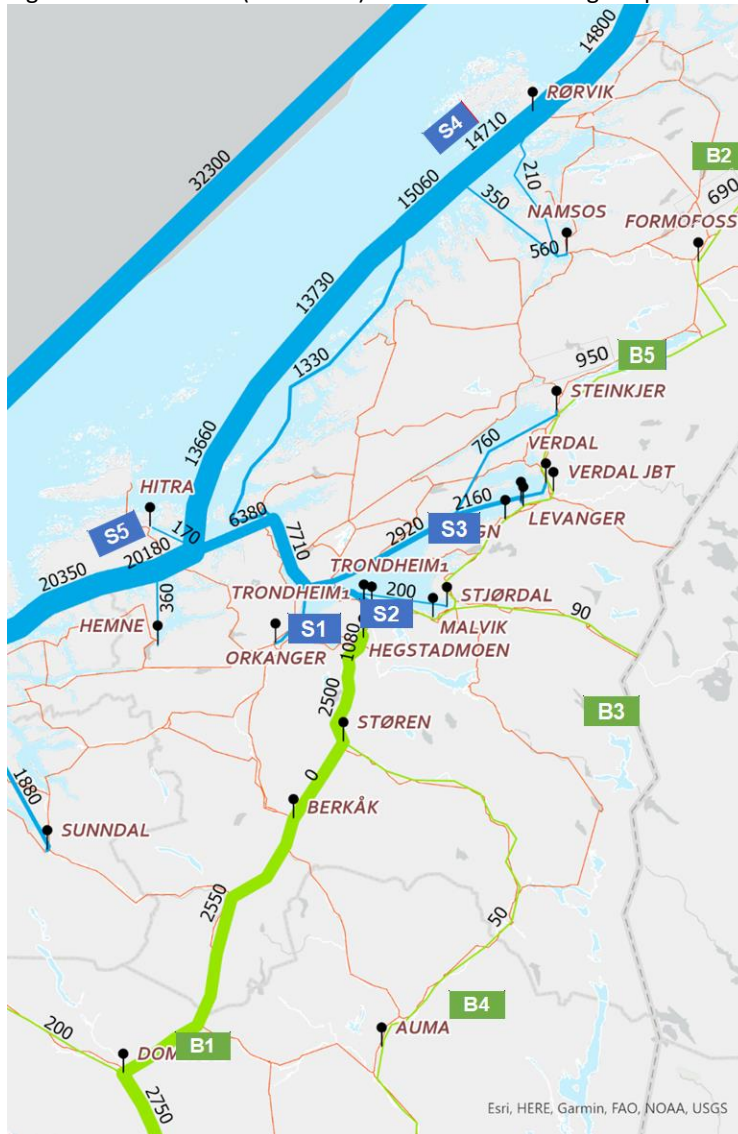 14800
RØRVIK
S4
14710
32300
B2
15060
210
690
350
NAMSOS
FORMOFOSS
560
13730
1330
950
B5
STEINKJER
13660
760
VERDAL
HITRA
VERDAL JBT
2160
LEVANGER
6380
S5
170
7710
2920
S3
GN
20180
20350
TRONDHEIM1
TRONDHEIM1
200
STJØRDAL
360
HEMNE
S1
S2
MALVIK
90
ORKANGER
1080
HEGSTADMOEN
2500
B3
STØREN
0
1880
BERKÅK
SUNNDAL
2550
50
B4
200
AUMA
B1
DOM
2750
Esri, HERE, Garmin, FAO, NOAA, USGS